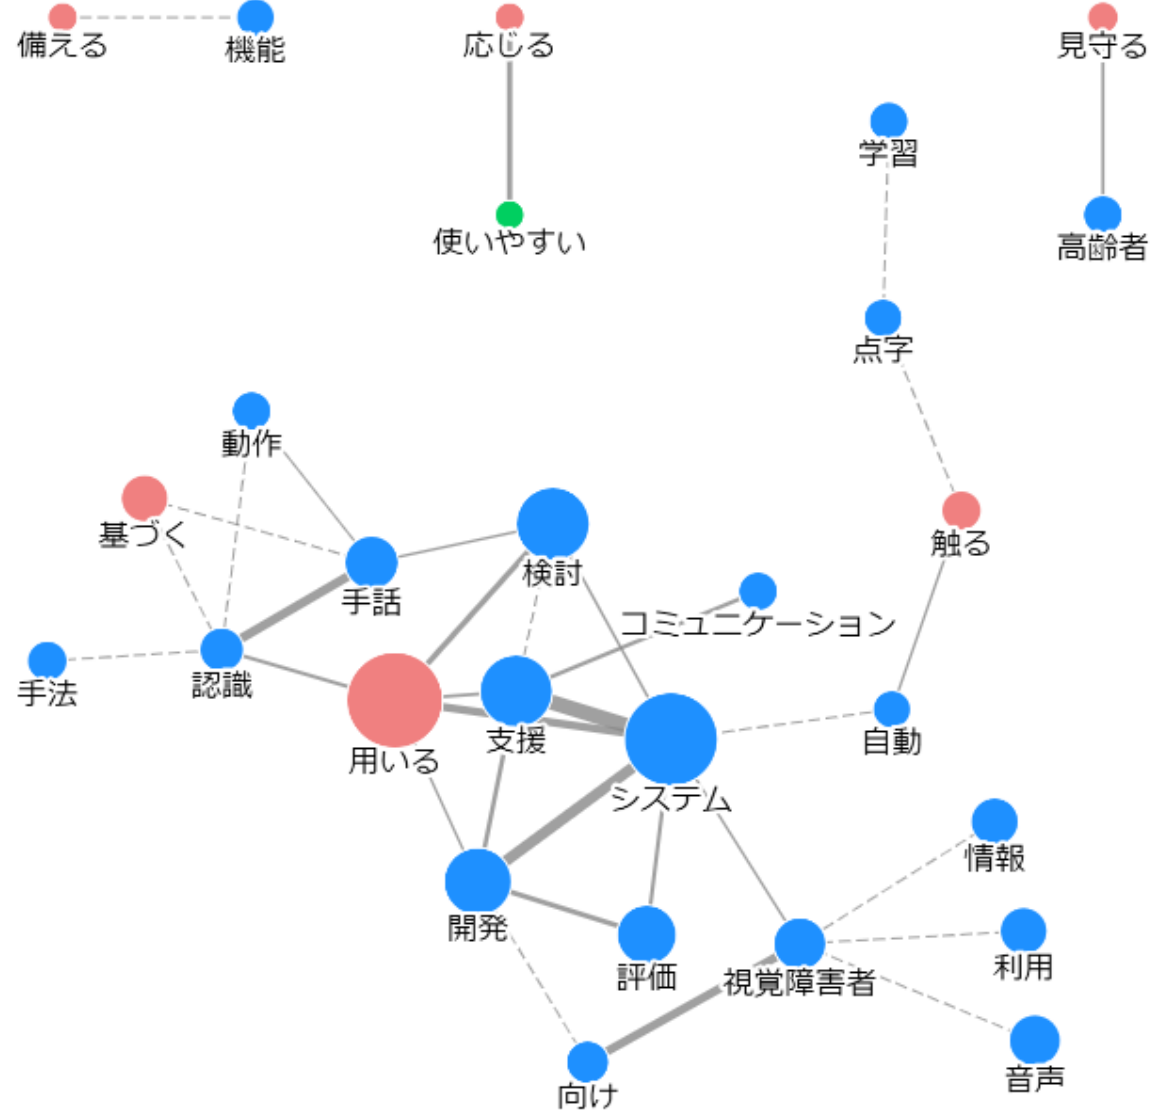 備える
機能
応じる
見守る
学習
使いやすい
高齢者
点字
動作
基づく
検討
触る
手話
コミュニケーション
認識
手法
支援
自動
用いる
システム
情報
開発
評価
視覚障害者
利用
音声
向け